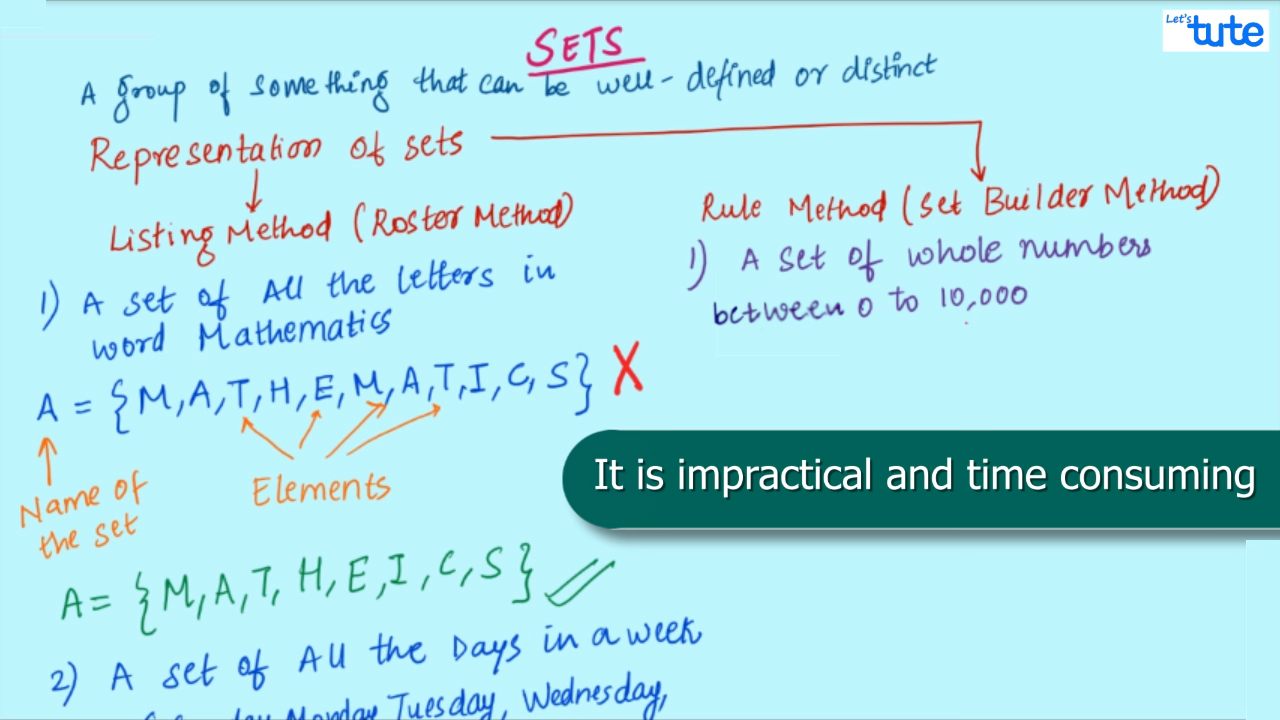 Let's tute
SETS
A group of something that can be well-defined or distinct
Representation of sets
Listing Method (Roster Method)
1) A set of All the letters in
word Mathematics
A = {M,A,T,H,E,M,A,T,I,C,S} X
Name of
the set
Elements
A = {M,A,T,H,E,I,C,S}
2) A set of All the Days in a week
Monday Tuesday, Wednesday,
Rule Method (Set Builder Method)
1) A set of whole numbers
between 0 to 10,000
It is impractical and time consuming